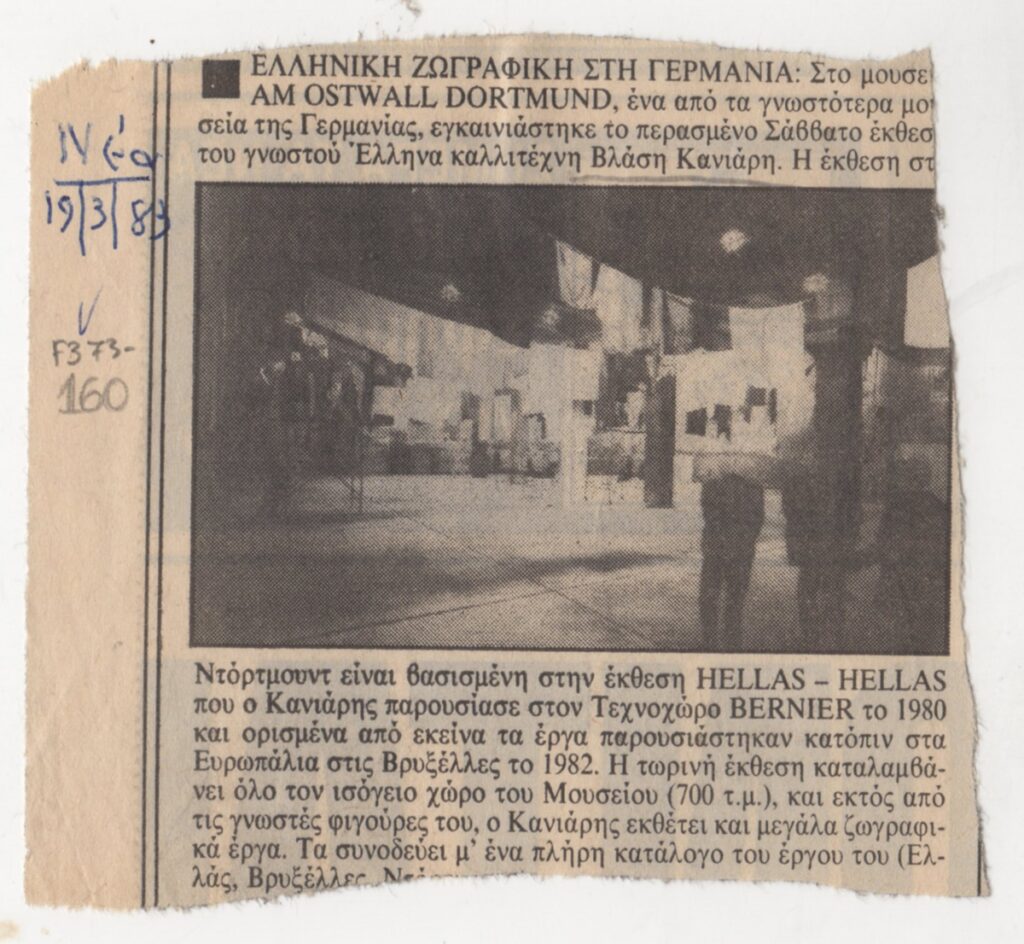 Νέα
19/3/83
F373-
160
ΕΛΛΗΝΙΚΗ ΖΩΓΡΑΦΙΚΗ ΣΤΗ ΓΕΡΜΑΝΙΑ: Στο μουσε
AM OSTWALL DORTMUND, ένα από τα γνωστότερα μου
σεία της Γερμανίας, εγκαινιάστηκε το περασμένο Σάββατο έκθεσ
του γνωστού Έλληνα καλλιτέχνη Βλάση Κανιάρη. Η έκθεση στ
Ντόρτμουντ είναι βασισμένη στην έκθεση HELLAS – HELLAS
που ο Κανιάρης παρουσίασε στον Τεχνοχώρο BERNIER το 1980
και ορισμένα από εκείνα τα έργα παρουσιάστηκαν κατόπιν στα
Ευρωπάλια στις Βρυξέλλες το 1982. Η τωρινή έκθεση καταλαμβά-
νει όλο τον ισόγειο χώρο του Μουσείου (700 τ.μ.), και εκτός από
τις γνωστές φιγούρες του, ο Κανιάρης εκθέτει και μεγάλα ζωγραφι-
κά έργα. Τα συνοδεύει μ' ένα πλήρη κατάλογο του έργου του (Ελ-
λάς, Βρυξέλλες,